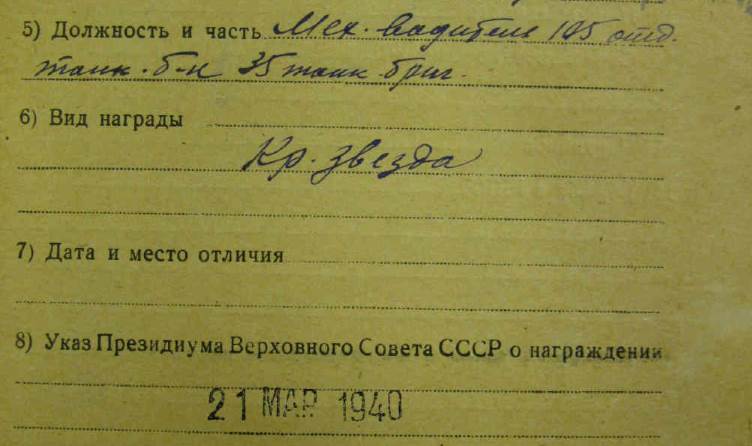 5) Должность и часть Мех. водитель 105 отд.
танк. б-н 35 танк. бриг.
6) Вид награды
Кр. Звезда
7) Дата и место отличия
8) Указ Президиума Верховного Совета СССР о награждении
21 МАР 1940